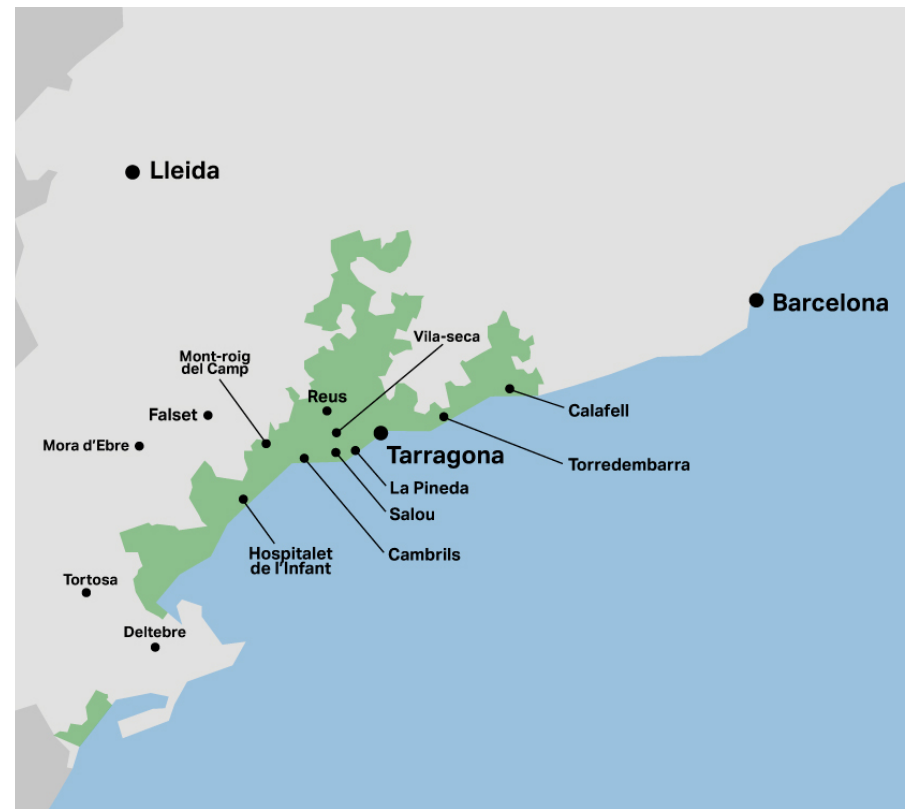 Lleida
Barcelona
Vila-seca
Mont-roig
del Camp
Reus
Calafell
Falset
Mora d'Ebre
Tarragona
Torredembarra
La Pineda
Salou
Hospitalet
de l'Infant
Cambrils
Tortosa
Deltebre